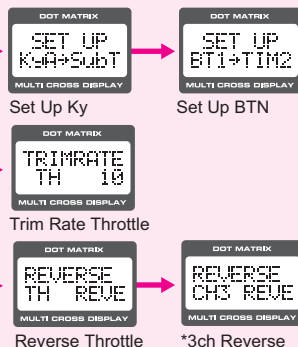 DOT MATRIX
SET UP
KyA→SubT
MULTI CROSS DISPLAY
Set Up Ky
DOT MATRIX
SET UP
BT1→TIM2
MULTI CROSS DISPLAY
Set Up BTN
DOT MATRIX
TRIMRATE
TH 10
MULTI CROSS DISPLAY
Trim Rate Throttle
DOT MATRIX
REVERSE
TH REVE
MULTI CROSS DISPLAY
Reverse Throttle
DOT MATRIX
REVERSE
CH3 REVE
MULTI CROSS DISPLAY
*3ch Reverse